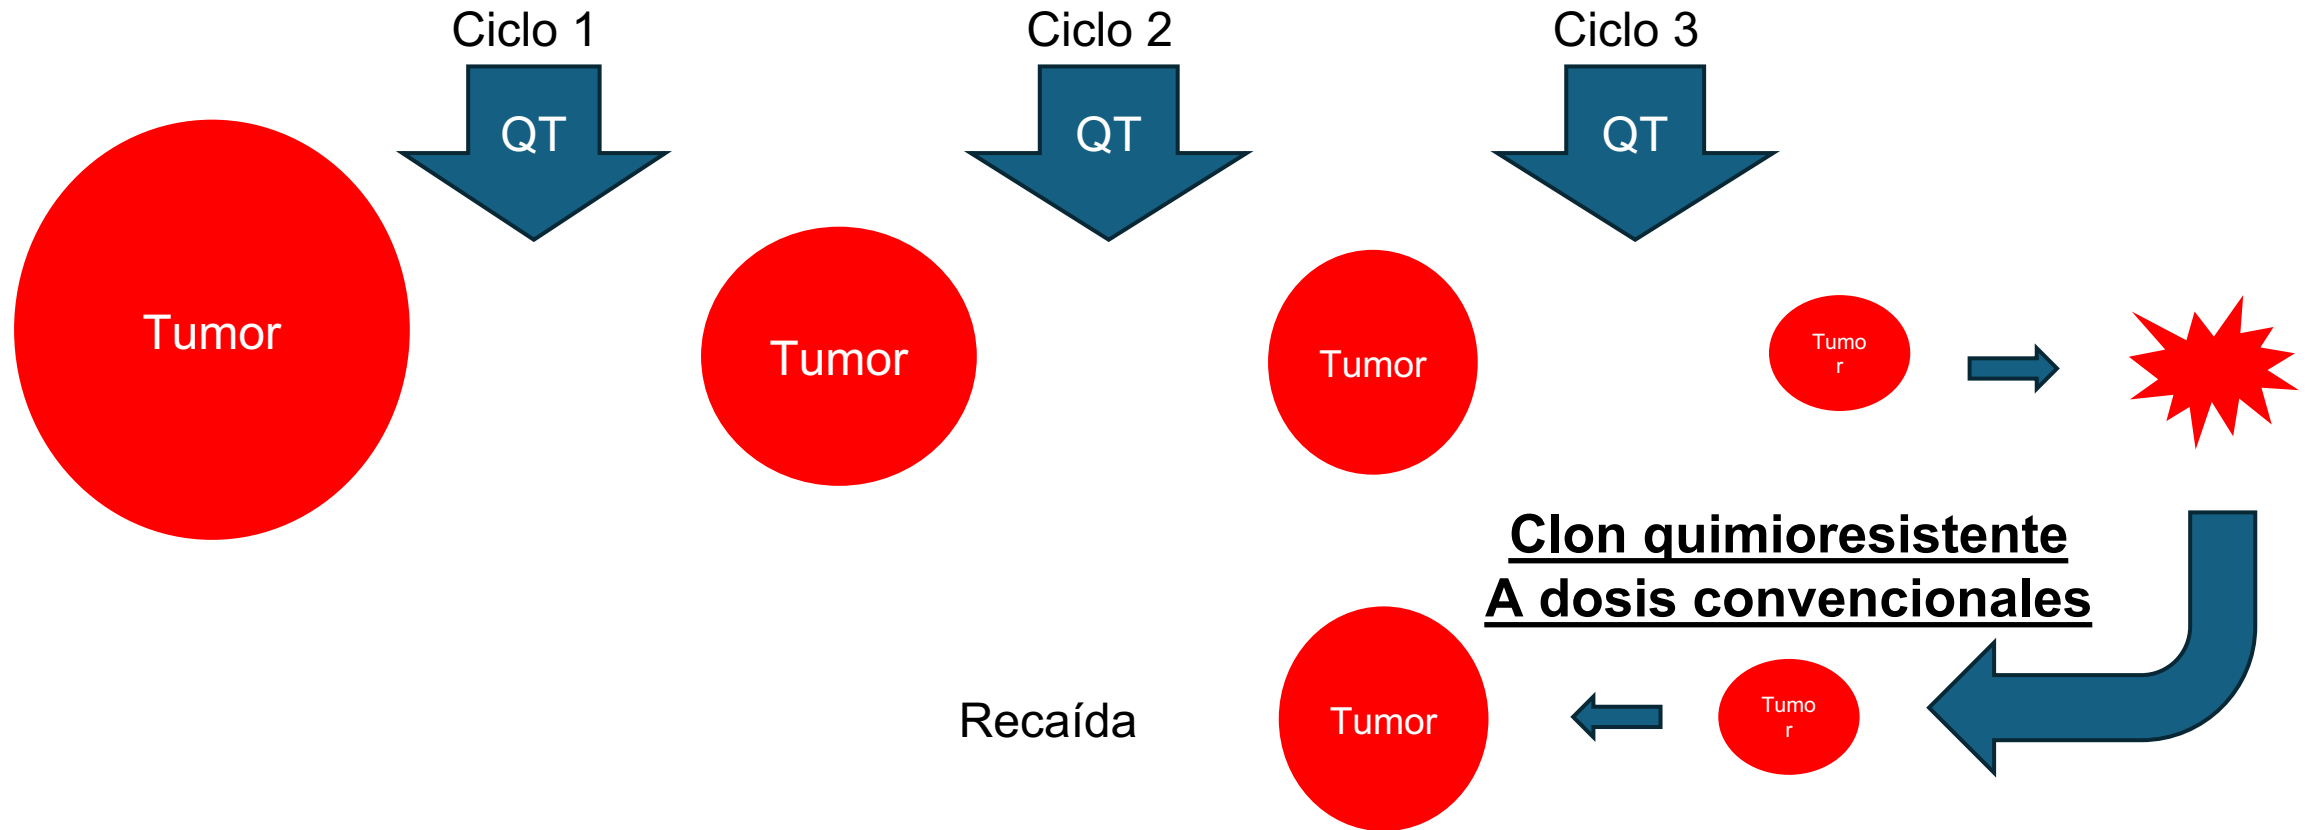 Ciclo 1
Ciclo 2
Ciclo 3
QT
QT
QT
Tumor
Tumor
Tumor
Tumo
r
Clon quimioresistente
A dosis convencionales
Recaída
Tumor
Tumo
r